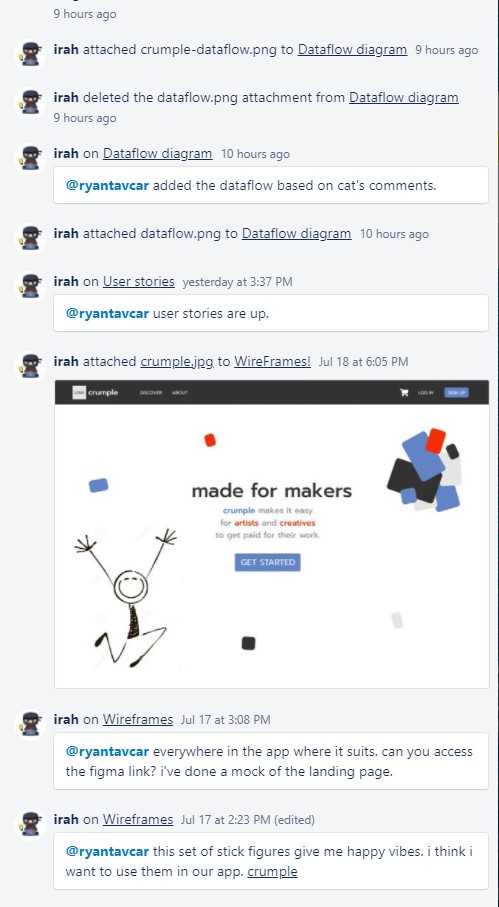 9 hours ago
irah attached crumple-dataflow.png to Dataflow diagram 9 hours ago
irah deleted the dataflow.png attachment from Dataflow diagram
9 hours ago
irah on Dataflow diagram 10 hours ago
@ryantavcar added the dataflow based on cat's comments.
irah attached dataflow.png to Dataflow diagram 10 hours ago
irah on User stories yesterday at 3:37 PM
@ryantavcar user stories are up.
irah attached crumple.jpg to WireFrames! Jul 18 at 6:05 PM
LOGO crumple DISCOVER ABOUT LOG IN SIGN UP
made for makers
crumple makes it easy
for artists and creatives
to get paid for their work.
GET STARTED
irah on Wireframes Jul 17 at 3:08 PM
@ryantavcar everywhere in the app where it suits. can you access
the figma link? i've done a mock of the landing page.
irah on Wireframes Jul 17 at 2:23 PM (edited)
@ryantavcar this set of stick figures give me happy vibes. i think i
want to use them in our app. crumple